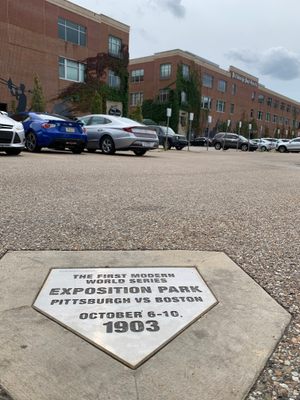 THE FIRST MODERN
WORLD SERIES
EXPOSITION PARK
PITTSBURGH VS BOSTON
OCTOBER 6-10,
1903